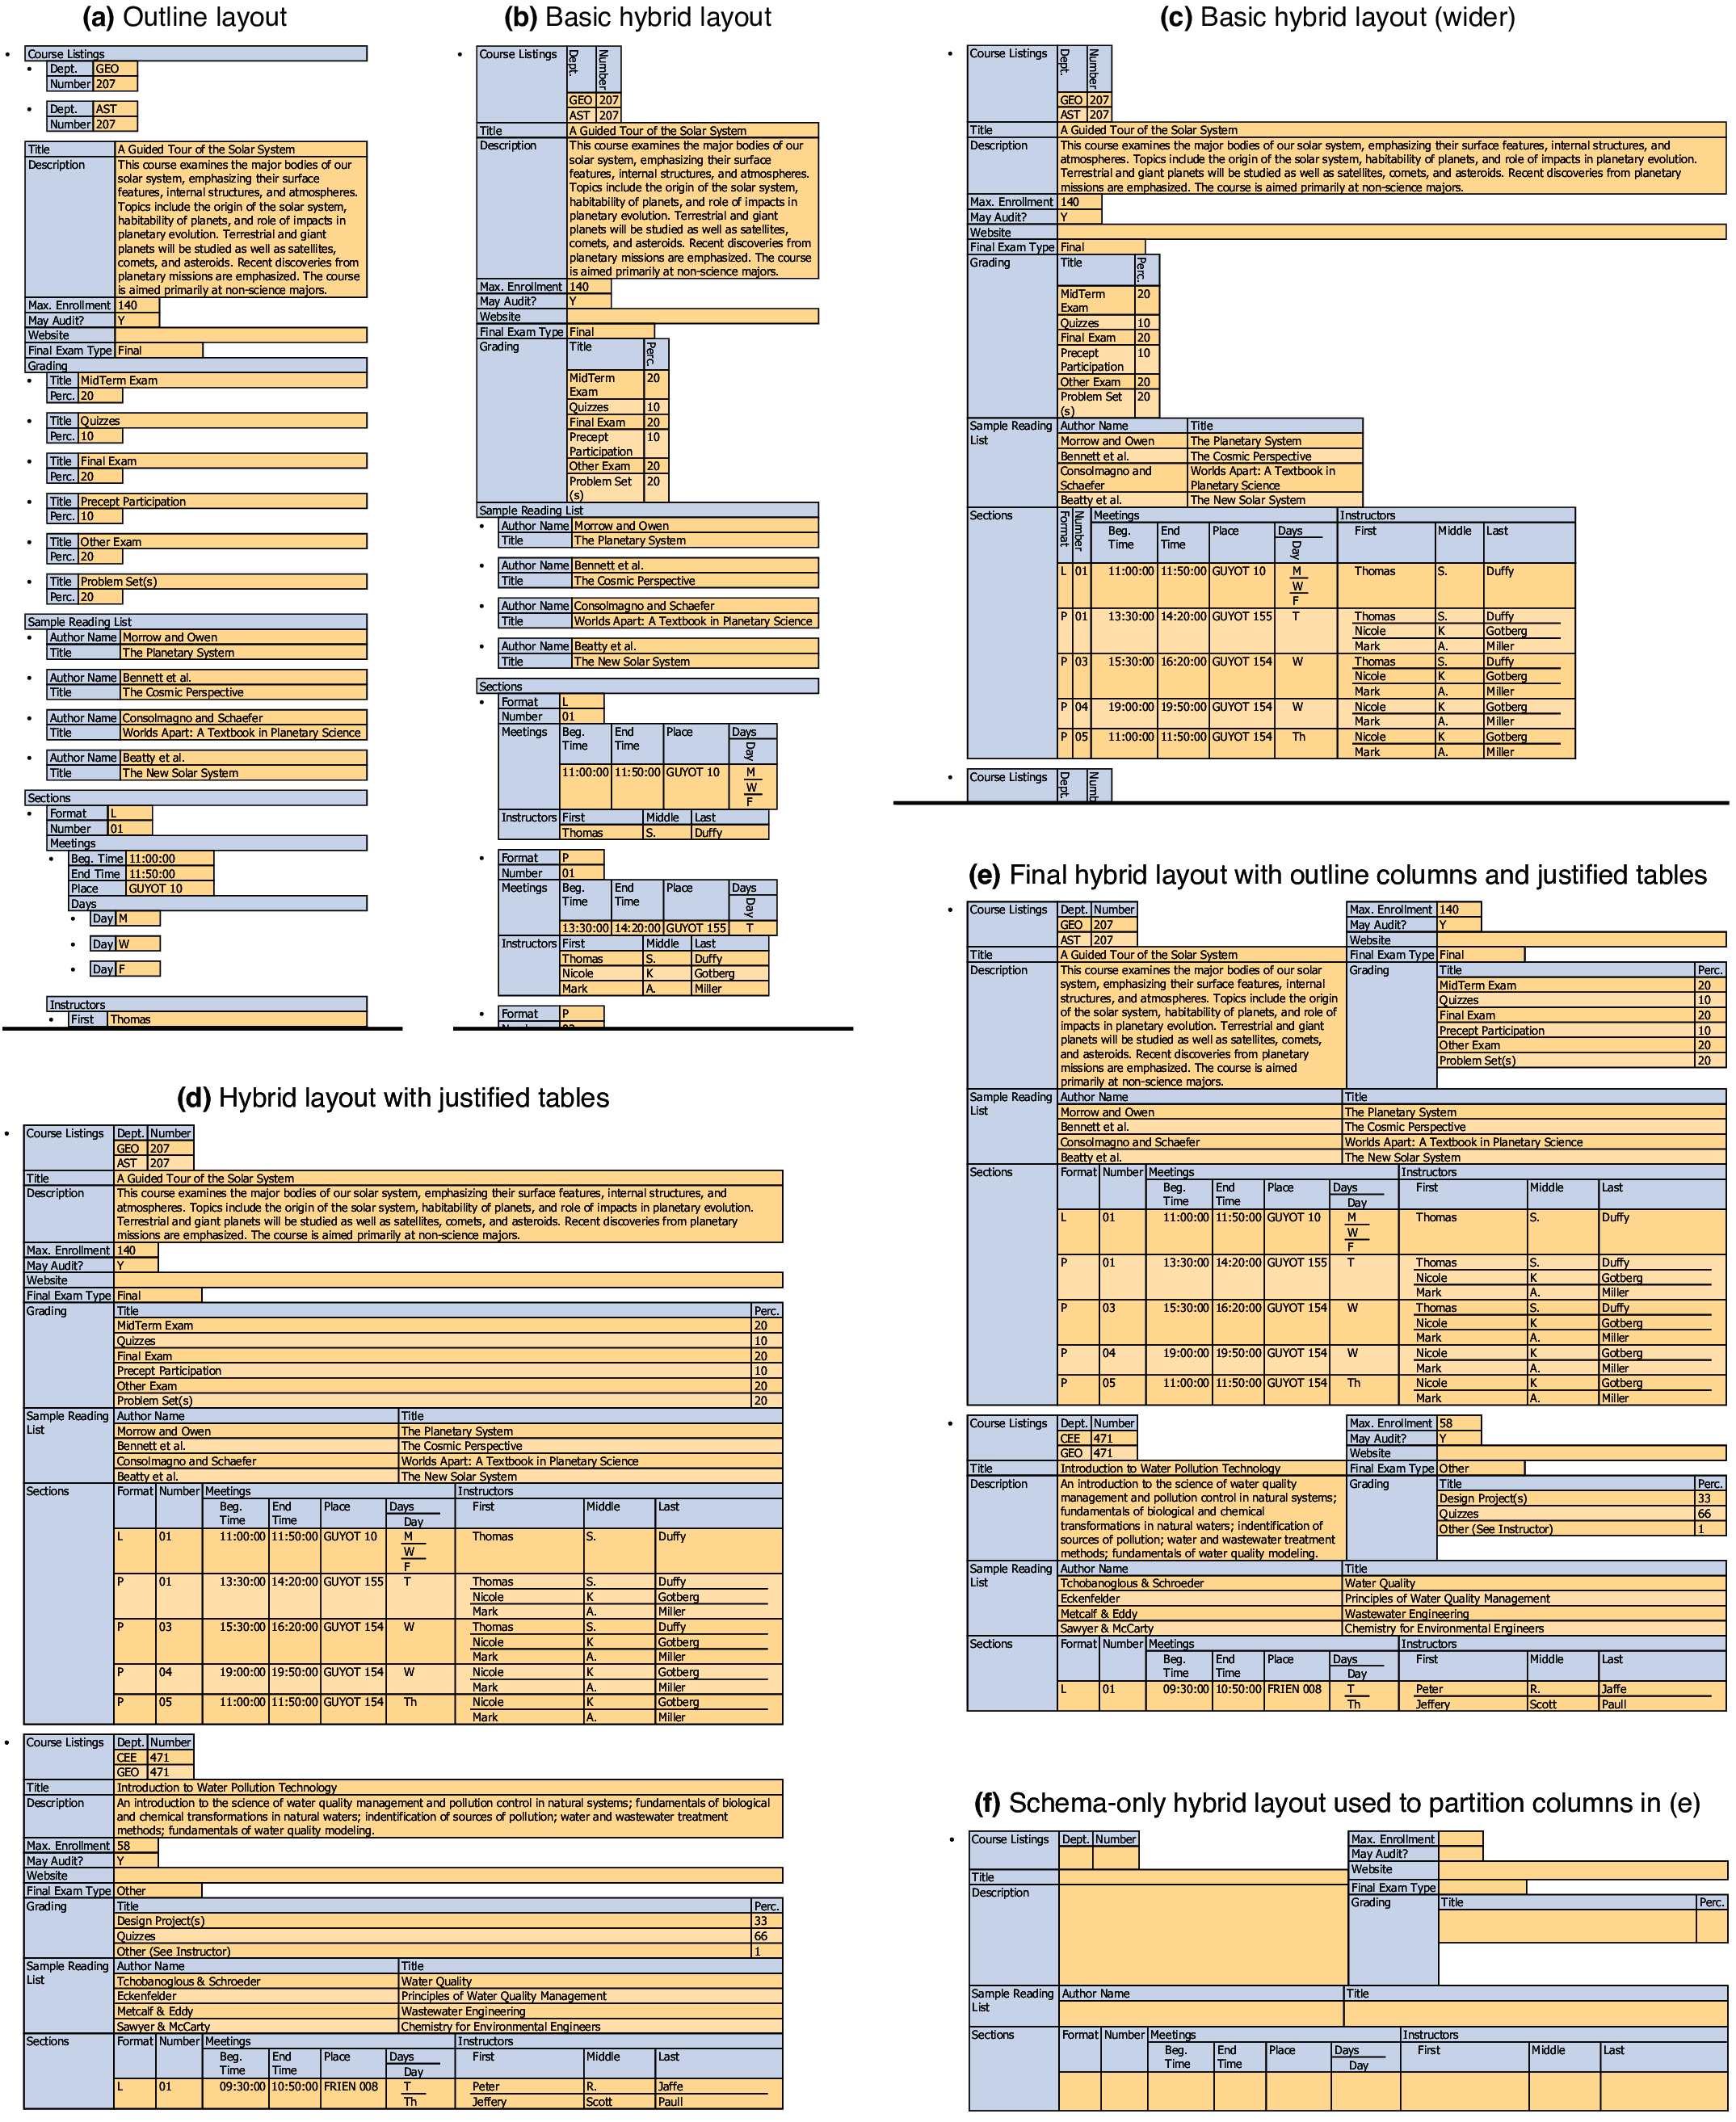 (a) Outline layout
Course Listings
Dept. GEO
Number 207
Dept. AST
Number 207
Title A Guided Tour of the Solar System
Description This course examines the major bodies of our
solar system, emphasizing their surface
features, internal structures, and atmospheres.
Topics include the origin of the solar system,
habitability of planets, and role of impacts in
planetary evolution. Terrestrial and giant
planets will be studied as well as satellites,
comets, and asteroids. Recent discoveries from
planetary missions are emphasized. The course
is aimed primarily at non-science majors.
Max. Enrollment 140
May Audit? Y
Website
Final Exam Type Final
Grading
Title MidTerm Exam
Perc. 20
Title Quizzes
Perc. 10
Title Final Exam
Perc. 20
Title Precept Participation
Perc. 10
Title Other Exam
Perc. 20
Title Problem Set(s)
Perc. 20
Sample Reading List
Author Name Morrow and Owen
Title The Planetary System
Author Name Bennett et al.
Title The Cosmic Perspective
Author Name Consolmagno and Schaefer
Title Worlds Apart: A Textbook in Planetary Science
Author Name Beatty et al.
Title The New Solar System
Sections
Format L
Number 01
Meetings
Beg. Time 11:00:00
End Time 11:50:00
Place GUYOT 10
Days
Day M
Day W
Day F
Instructors
First Thomas
(b) Basic hybrid layout
Course Listings Dept. Number
GEO 207
AST 207
Title A Guided Tour of the Solar System
Description This course examines the major bodies of our
solar system, emphasizing their surface
features, internal structures, and atmospheres.
Topics include the origin of the solar system,
habitability of planets, and role of impacts in
planetary evolution. Terrestrial and giant
planets will be studied as well as satellites,
comets, and asteroids. Recent discoveries from
planetary missions are emphasized. The course
is aimed primarily at non-science majors.
Max. Enrollment 140
May Audit? Y
Website
Final Exam Type Final
Grading Title Perc.
MidTerm 20
Exam
Quizzes 10
Final Exam 20
Precept 10
Participation
Other Exam 20
Problem Set 20
(s)
Sample Reading List
Author Name Morrow and Owen
Title The Planetary System
Author Name Bennett et al.
Title The Cosmic Perspective
Author Name Consolmagno and Schaefer
Title Worlds Apart: A Textbook in Planetary Science
Author Name Beatty et al.
Title The New Solar System
Sections
Format L
Number 01
Meetings Beg. End Place Days
Time Time Day
11:00:00 11:50:00 GUYOT 10 M
W
F
Instructors First Middle Last
Thomas S. Duffy
Format P
Number 01
Meetings Beg. End Place Days
Time Time Day
13:30:00 14:20:00 GUYOT 155 T
Instructors First Middle Last
Thomas S. Duffy
Nicole K Gotberg
Mark A. Miller
Format P
(c) Basic hybrid layout (wider)
Course Listings Dept. Number
GEO 207
AST 207
Title A Guided Tour of the Solar System
Description This course examines the major bodies of our solar system, emphasizing their surface features, internal structures, and
atmospheres. Topics include the origin of the solar system, habitability of planets, and role of impacts in planetary evolution.
Terrestrial and giant planets will be studied as well as satellites, comets, and asteroids. Recent discoveries from planetary
missions are emphasized. The course is aimed primarily at non-science majors.
Max. Enrollment 140
May Audit? Y
Website
Final Exam Type Final
Grading Title Perc.
MidTerm 20
Exam
Quizzes 10
Final Exam 20
Precept 10
Participation
Other Exam 20
Problem Set 20
(s)
Sample Reading Author Name Title
List Morrow and Owen The Planetary System
Bennett et al. The Cosmic Perspective
Consolmagno and Worlds Apart: A Textbook in
Schaefer Planetary Science
Beatty et al. The New Solar System
Sections Format Number Meetings Instructors
Beg. End Place Days First Middle Last
Time Time Day
L 01 11:00:00 11:50:00 GUYOT 10 M Thomas S. Duffy
W
F
P 01 13:30:00 14:20:00 GUYOT 155 T Thomas S. Duffy
Nicole K Gotberg
Mark A. Miller
P 03 15:30:00 16:20:00 GUYOT 154 W Thomas S. Duffy
Nicole K Gotberg
Mark A. Miller
P 04 19:00:00 19:50:00 GUYOT 154 W Nicole K Gotberg
Mark A. Miller
P 05 11:00:00 11:50:00 GUYOT 154 Th Nicole K Gotberg
Mark A. Miller
Course Listings Dept. Numb
(d) Hybrid layout with justified tables
Course Listings Dept. Number
GEO 207
AST 207
Title A Guided Tour of the Solar System
Description This course examines the major bodies of our solar system, emphasizing their surface features, internal structures, and
atmospheres. Topics include the origin of the solar system, habitability of planets, and role of impacts in planetary evolution.
Terrestrial and giant planets will be studied as well as satellites, comets, and asteroids. Recent discoveries from planetary
missions are emphasized. The course is aimed primarily at non-science majors.
Max. Enrollment 140
May Audit? Y
Website
Final Exam Type Final
Grading Title Perc.
MidTerm Exam 20
Quizzes 10
Final Exam 20
Precept Participation 10
Other Exam 20
Problem Set(s) 20
Sample Reading Author Name Title
List Morrow and Owen The Planetary System
Bennett et al. The Cosmic Perspective
Consolmagno and Schaefer Worlds Apart: A Textbook in Planetary Science
Beatty et al. The New Solar System
Sections Format Number Meetings Instructors
Beg. End Place Days First Middle Last
Time Time Day
L 01 11:00:00 11:50:00 GUYOT 10 M Thomas S. Duffy
W
F
P 01 13:30:00 14:20:00 GUYOT 155 T Thomas S. Duffy
Nicole K Gotberg
Mark A. Miller
P 03 15:30:00 16:20:00 GUYOT 154 W Thomas S. Duffy
Nicole K Gotberg
Mark A. Miller
P 04 19:00:00 19:50:00 GUYOT 154 W Nicole K Gotberg
Mark A. Miller
P 05 11:00:00 11:50:00 GUYOT 154 Th Nicole K Gotberg
Mark A. Miller
Course Listings Dept. Number
CEE 471
GEO 471
Title Introduction to Water Pollution Technology
Description An introduction to the science of water quality management and pollution control in natural systems; fundamentals of biological
and chemical transformations in natural waters; indentification of sources of pollution; water and wastewater treatment
methods; fundamentals of water quality modeling.
Max. Enrollment 58
May Audit? Y
Website
Final Exam Type Other
Grading Title Perc.
Design Project(s) 33
Quizzes 66
Other (See Instructor) 1
Sample Reading Author Name Title
List Tchobanoglous & Schroeder Water Quality
Eckenfelder Principles of Water Quality Management
Metcalf & Eddy Wastewater Engineering
Sawyer & McCarty Chemistry for Environmental Engineers
Sections Format Number Meetings Instructors
Beg. End Place Days First Middle Last
Time Time Day
L 01 09:30:00 10:50:00 FRIEN 008 T Peter R. Jaffe
Th Jeffery Scott Paull
(e) Final hybrid layout with outline columns and justified tables
Course Listings Dept. Number Max. Enrollment 140
GEO 207 May Audit? Y
AST 207 Website
Title A Guided Tour of the Solar System Final Exam Type Final
Description This course examines the major bodies of our solar Grading Title Perc.
system, emphasizing their surface features, internal MidTerm Exam 20
structures, and atmospheres. Topics include the origin Quizzes 10
of the solar system, habitability of planets, and role of Final Exam 20
impacts in planetary evolution. Terrestrial and giant Precept Participation 10
planets will be studied as well as satellites, comets, Other Exam 20
and asteroids. Recent discoveries from planetary Problem Set(s) 20
missions are emphasized. The course is aimed
primarily at non-science majors.
Sample Reading Author Name Title
List Morrow and Owen The Planetary System
Bennett et al. The Cosmic Perspective
Consolmagno and Schaefer Worlds Apart: A Textbook in Planetary Science
Beatty et al. The New Solar System
Sections Format Number Meetings Instructors
Beg. End Place Days First Middle Last
Time Time Day
L 01 11:00:00 11:50:00 GUYOT 10 M Thomas S. Duffy
W
F
P 01 13:30:00 14:20:00 GUYOT 155 T Thomas S. Duffy
Nicole K Gotberg
Mark A. Miller
P 03 15:30:00 16:20:00 GUYOT 154 W Thomas S. Duffy
Nicole K Gotberg
Mark A. Miller
P 04 19:00:00 19:50:00 GUYOT 154 W Nicole K Gotberg
Mark A. Miller
P 05 11:00:00 11:50:00 GUYOT 154 Th Nicole K Gotberg
Mark A. Miller
Course Listings Dept. Number Max. Enrollment 58
CEE 471 May Audit? Y
GEO 471 Website
Title Introduction to Water Pollution Technology Final Exam Type Other
Description An introduction to the science of water quality Grading Title Perc.
management and pollution control in natural systems; Design Project(s) 33
fundamentals of biological and chemical Quizzes 66
transformations in natural waters; indentification of Other (See Instructor) 1
sources of pollution; water and wastewater treatment
methods; fundamentals of water quality modeling.
Sample Reading Author Name Title
List Tchobanoglous & Schroeder Water Quality
Eckenfelder Principles of Water Quality Management
Metcalf & Eddy Wastewater Engineering
Sawyer & McCarty Chemistry for Environmental Engineers
Sections Format Number Meetings Instructors
Beg. End Place Days First Middle Last
Time Time Day
L 01 09:30:00 10:50:00 FRIEN 008 T Peter R. Jaffe
Th Jeffery Scott Paull
(f) Schema-only hybrid layout used to partition columns in (e)
Course Listings Dept. Number Max. Enrollment
May Audit?
Title Website
Description Final Exam Type
Grading Title Perc.
Sample Reading Author Name Title
List
Sections Format Number Meetings Instructors
Beg. End Place Days First Middle Last
Time Time Day